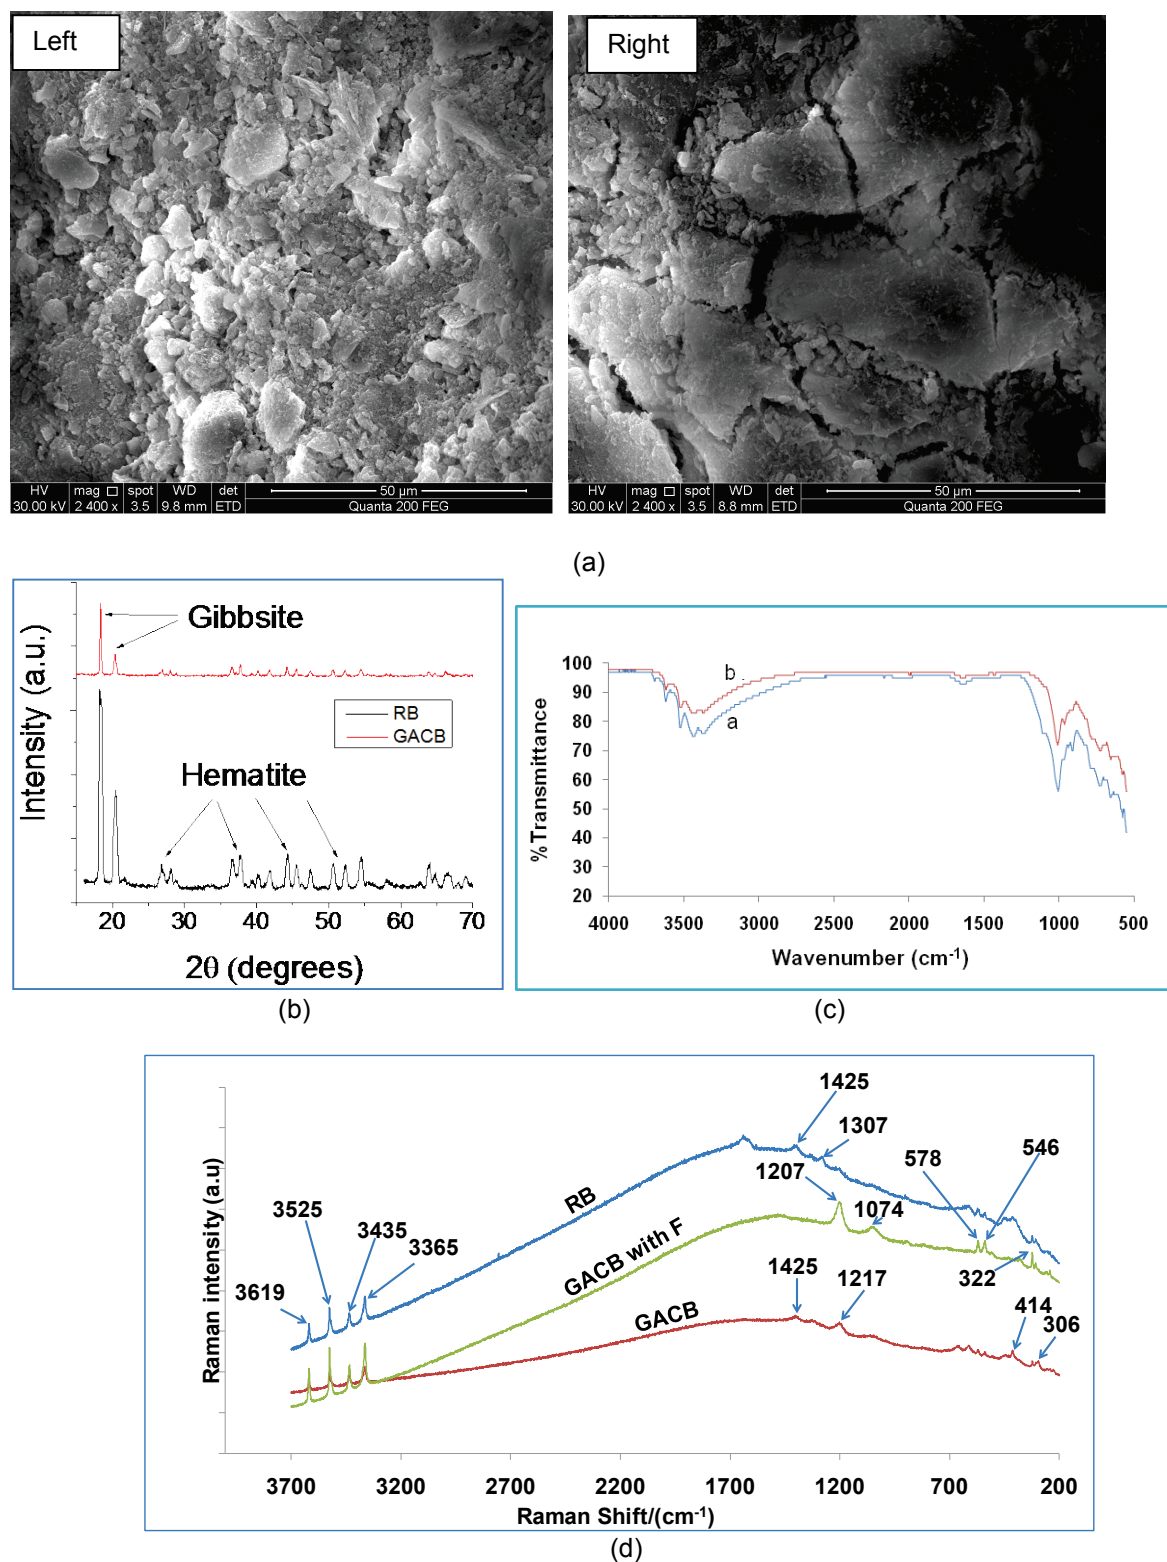 Left
Right
HV mag □ spot WD det 50 µm
30.00 kV 2 400 x 3.5 9.8 mm ETD Quanta 200 FEG
HV mag □ spot WD det 50 µm
30.00 kV 2 400 x 3.5 8.8 mm ETD Quanta 200 FEG
(a)
Intensity (a.u.)
Gibbsite
RB
GACB
Hematite
20 30 40 50 60 70
2θ (degrees)
(b)
% Transmittance
100
90
80
70
60
50
40
30
20
b
a
4000 3500 3000 2500 2000 1500 1000 500
Wavenumber (cm-1)
(c)
Raman intensity (a.u)
1425
1307
1207
1074
578
546
3525
3435
3365
3619
RB
GACB with F
GACB
1425
1217
322
414
306
3700 3200 2700 2200 1700 1200 700 200
Raman Shift/(cm-1)
(d)